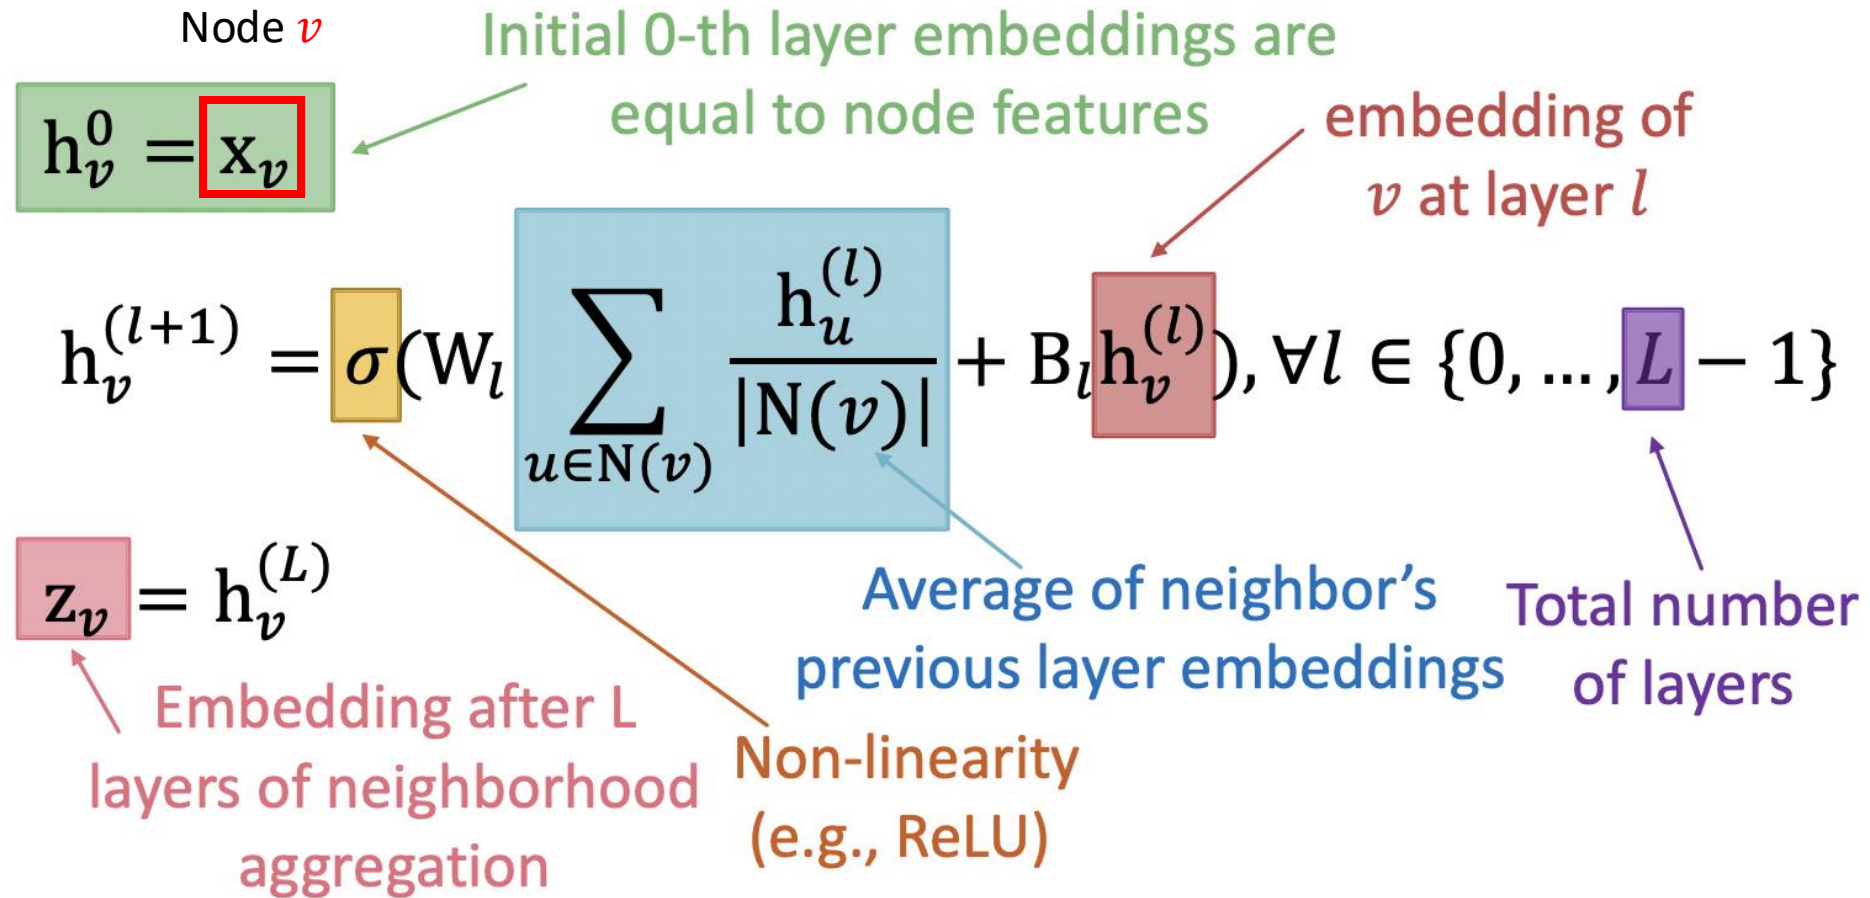 Node 𝑣
Initial 0-th layer embeddings are
equal to node features
h_𝑣^0 = x_𝑣
embedding of
𝑣 at layer 𝑙
h_𝑣^(𝑙+1) = 𝜎(W_𝑙 ∑_{𝑢∈N(𝑣)} h_𝑢^(𝑙) / |N(𝑣)| + B_𝑙 h_𝑣^(𝑙)), ∀𝑙 ∈ {0, …, 𝐿 − 1}
z_𝑣 = h_𝑣^(𝐿)
Average of neighbor’s
previous layer embeddings
Total number
of layers
Embedding after L
layers of neighborhood
aggregation
Non-linearity
(e.g., ReLU)